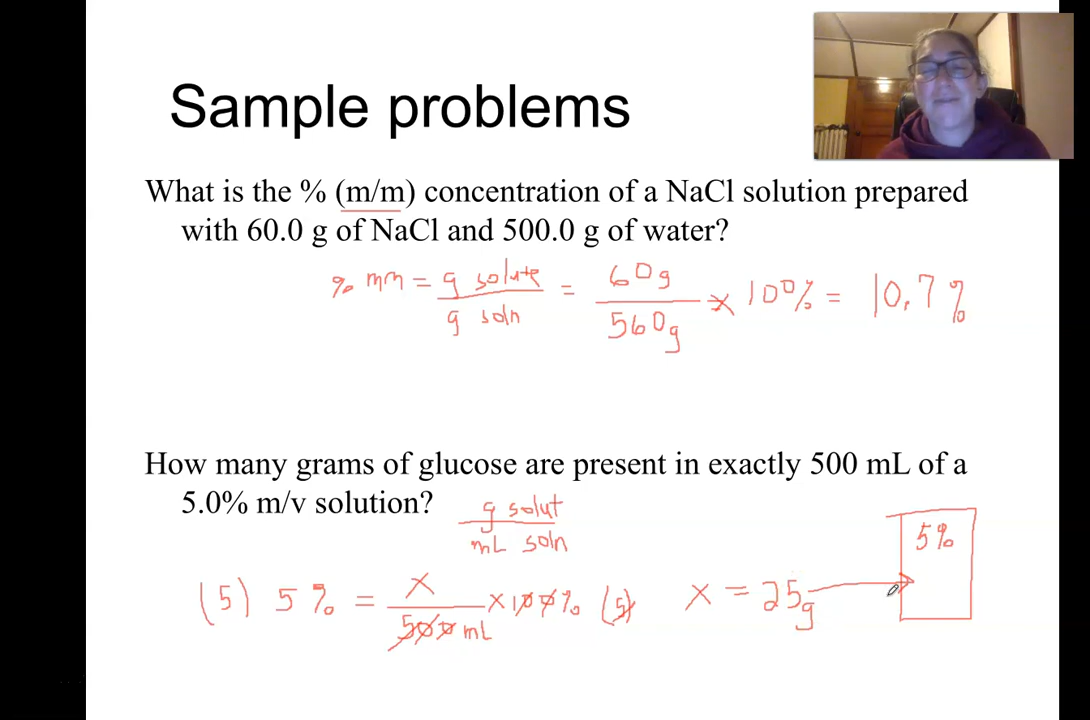 Sample problems
What is the % (m/m) concentration of a NaCl solution prepared
with 60.0 g of NaCl and 500.0 g of water?
% mm = g solute / g soln = 60g / 560g × 100% = 10.7%
How many grams of glucose are present in exactly 500 mL of a
5.0% m/v solution?
g solut / mL soln
5%
(5) 5% = x / 500 mL × 100% (5) x = 25g